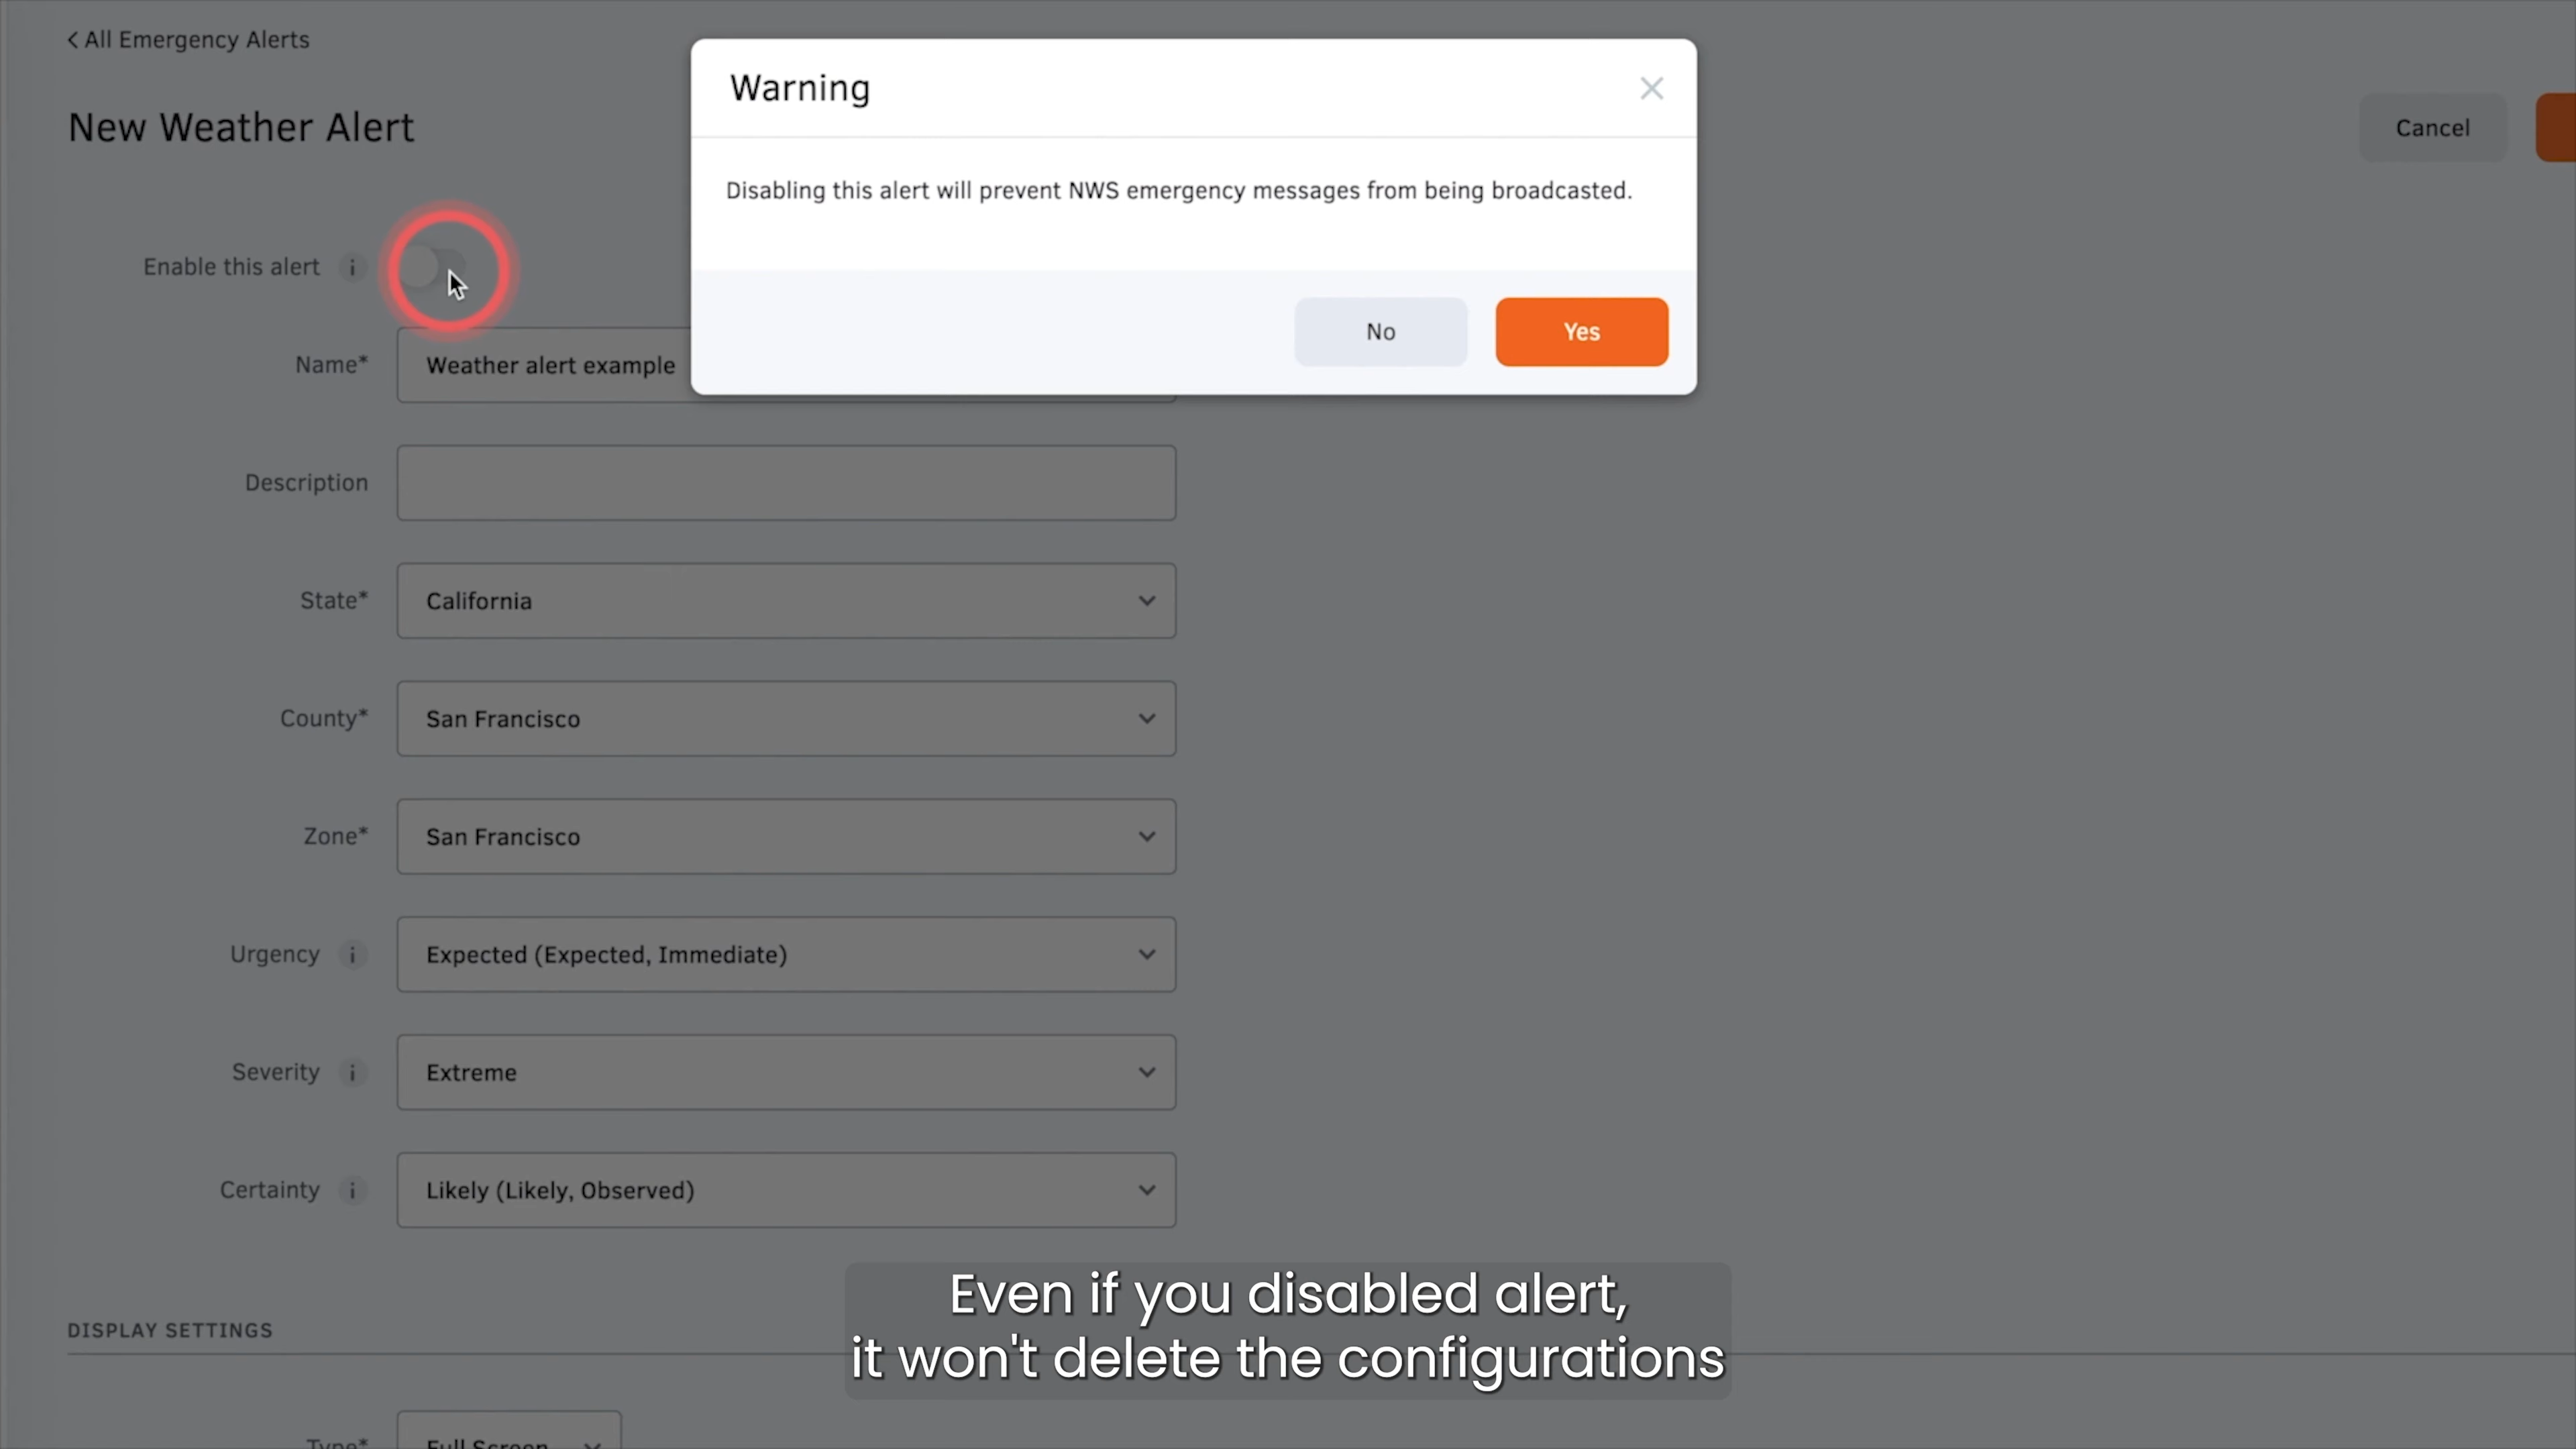 < All Emergency Alerts
New Weather Alert
Cancel
Warning
Disabling this alert will prevent NWS emergency messages from being broadcasted.
No
Yes
Enable this alert i
Name* Weather alert example
Description
State* California
County* San Francisco
Zone* San Francisco
Urgency i Expected (Expected, Immediate)
Severity i Extreme
Certainty i Likely (Likely, Observed)
DISPLAY SETTINGS
Type* Full Screen
Even if you disabled alert,
it won't delete the configurations